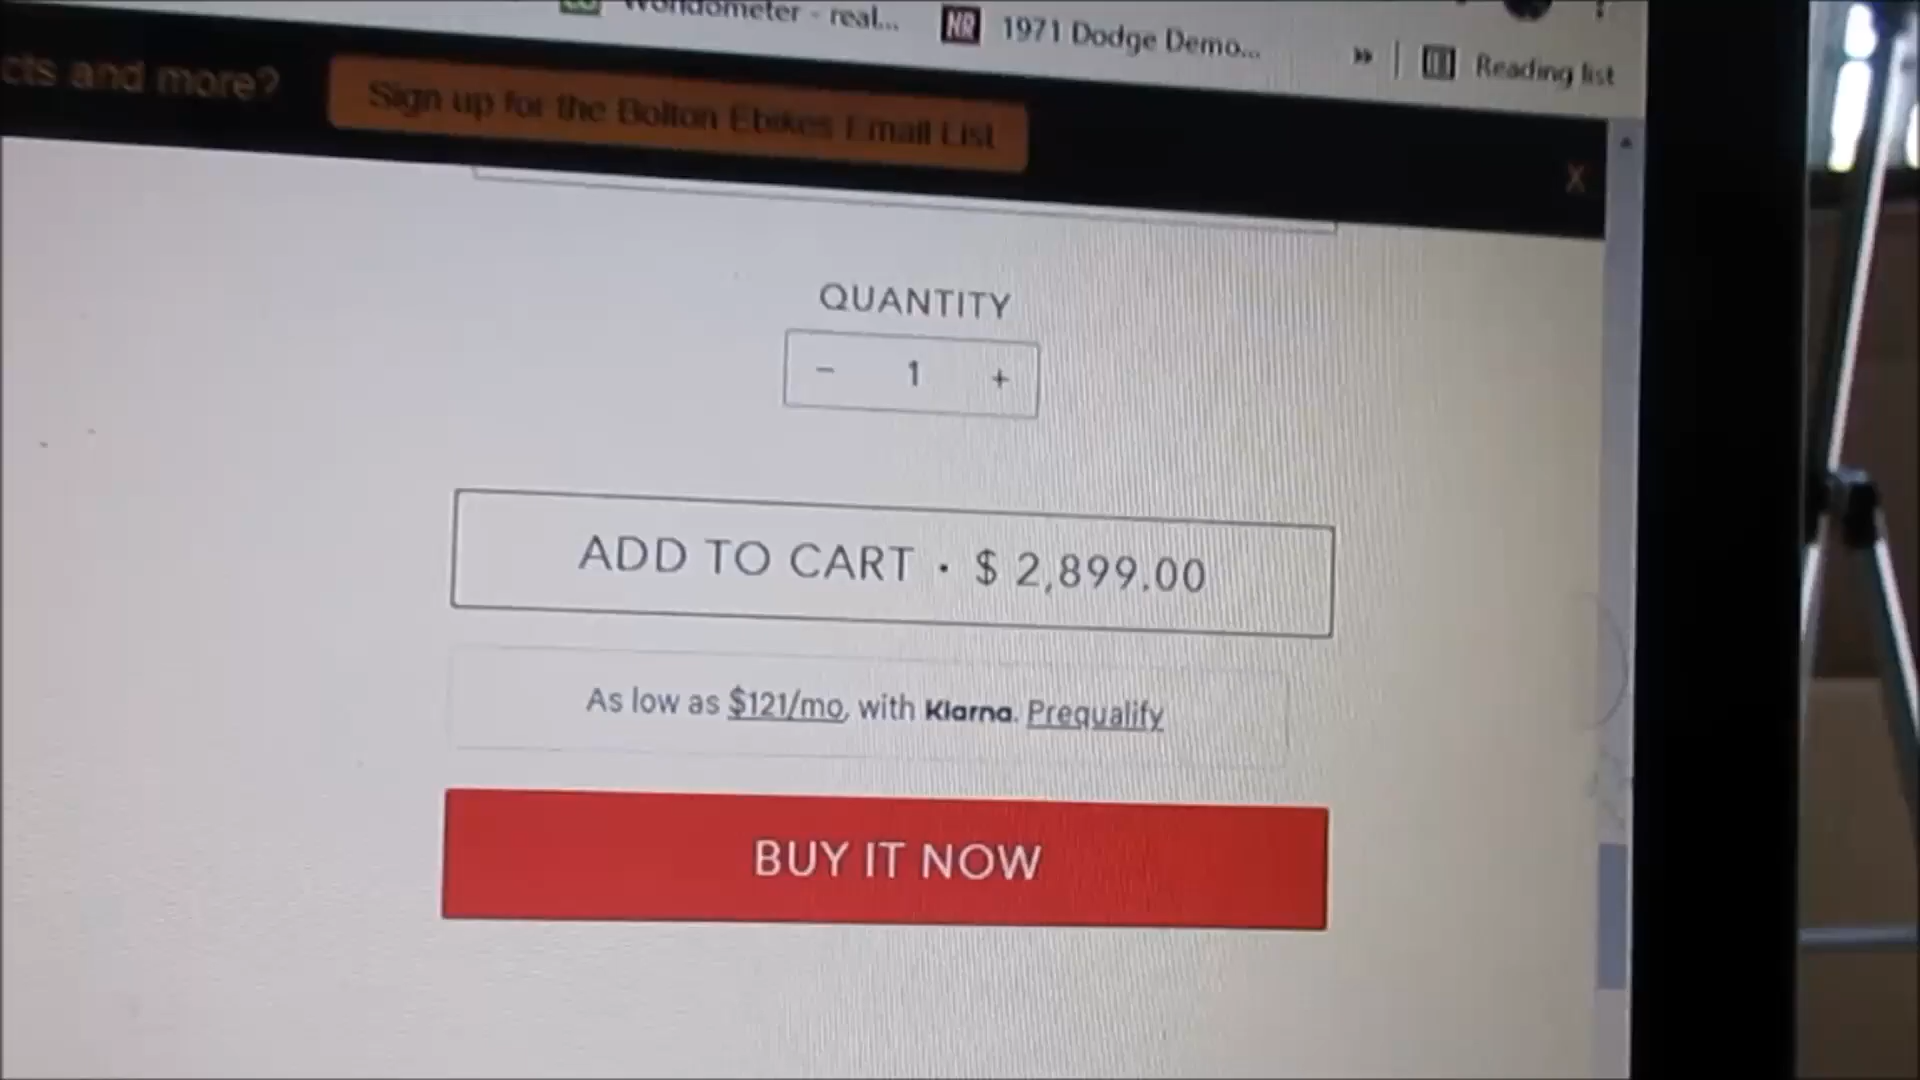 Worldometer - real...
HR 1971 Dodge Demo...
» Reading list
cts and more?
Sign up for the Bolton Ebikes Email List
X
QUANTITY
- 1 +
ADD TO CART · $ 2,899.00
As low as $121/mo, with Klarna. Prequalify
BUY IT NOW